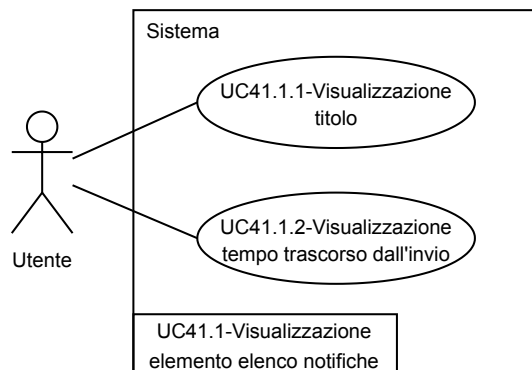 Sistema
UC41.1.1-Visualizzazione
titolo
UC41.1.2-Visualizzazione
tempo trascorso dall'invio
Utente
UC41.1-Visualizzazione
elemento elenco notifiche